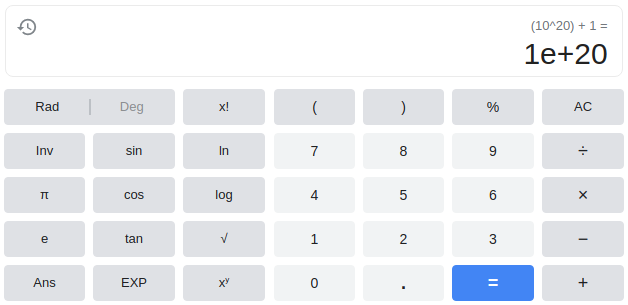 (10^20) + 1 =
1e+20
Rad | Deg x! ( ) % AC
Inv sin ln 7 8 9 ÷
π cos log 4 5 6 ×
e tan √ 1 2 3 −
Ans EXP xʸ 0 . = +